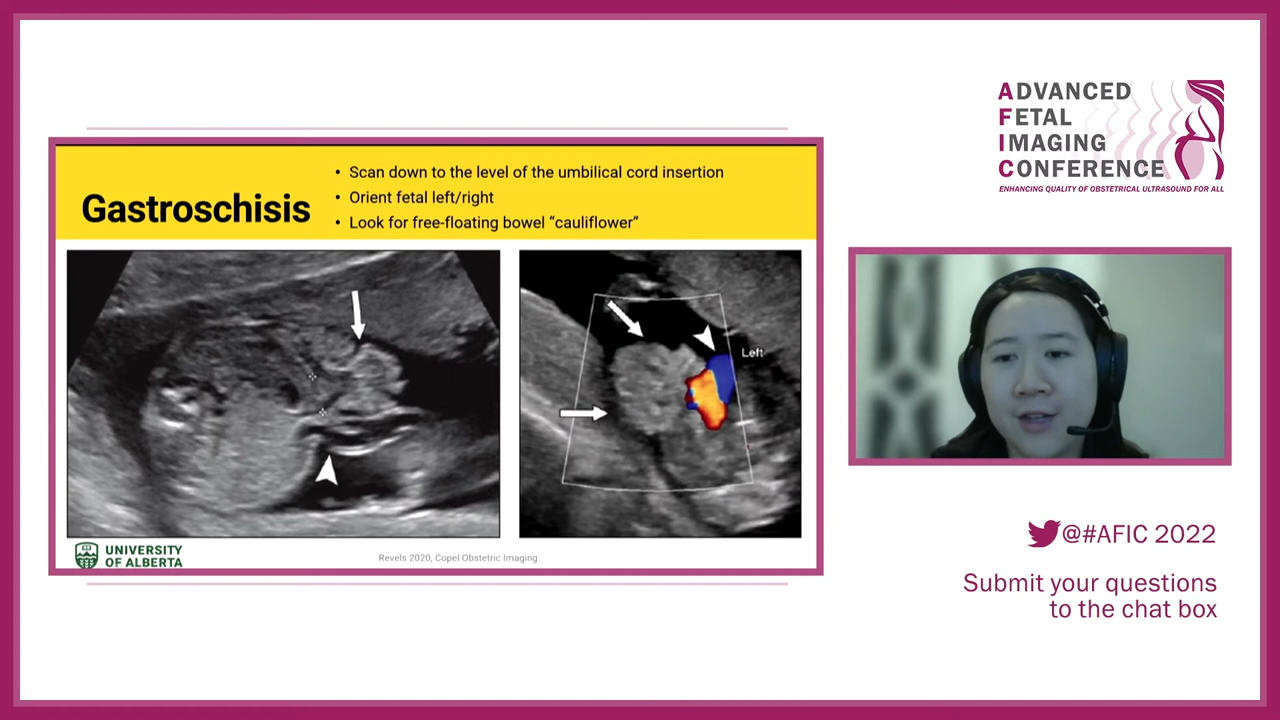 ADVANCED
FETAL
IMAGING
CONFERENCE
ENHANCING QUALITY OF OBSTETRICAL ULTRASOUND FOR ALL
Gastroschisis
• Scan down to the level of the umbilical cord insertion
• Orient fetal left/right
• Look for free-floating bowel “cauliflower”
Left
UNIVERSITY
OF ALBERTA
Revels 2020, Copel Obstetric Imaging
@#AFIC 2022
Submit your questions
to the chat box